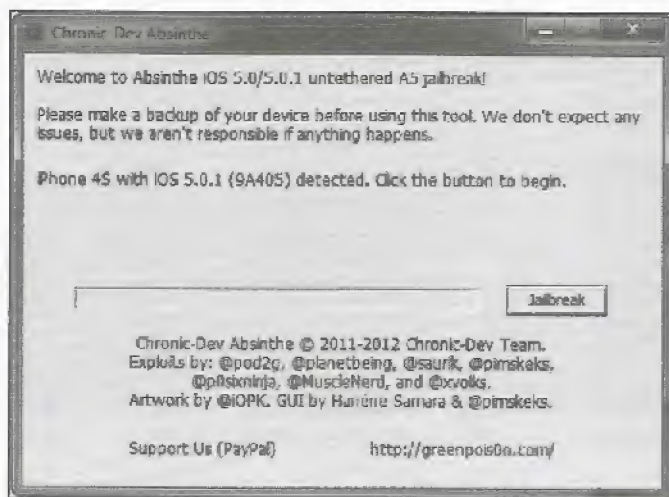 Chronic-Dev Absinthe
Welcome to Absinthe iOS 5.0/5.0.1 untethered A5 jailbreak!
Please make a backup of your device before using this tool. We don't expect any
issues, but we aren't responsible if anything happens.
iPhone 4S with iOS 5.0.1 (9A405) detected. Click the button to begin.
Jailbreak
Chronic-Dev Absinthe © 2011-2012 Chronic-Dev Team.
Exploits by: @pod2g, @planetbeing, @saurik, @pimskeks,
@p0sixninja, @MuscleNerd, and @xvolks.
Artwork by @iOPK. GUI by Hanéne Samara & @pimskeks.
Support Us (PayPal) http://greenpois0n.com/